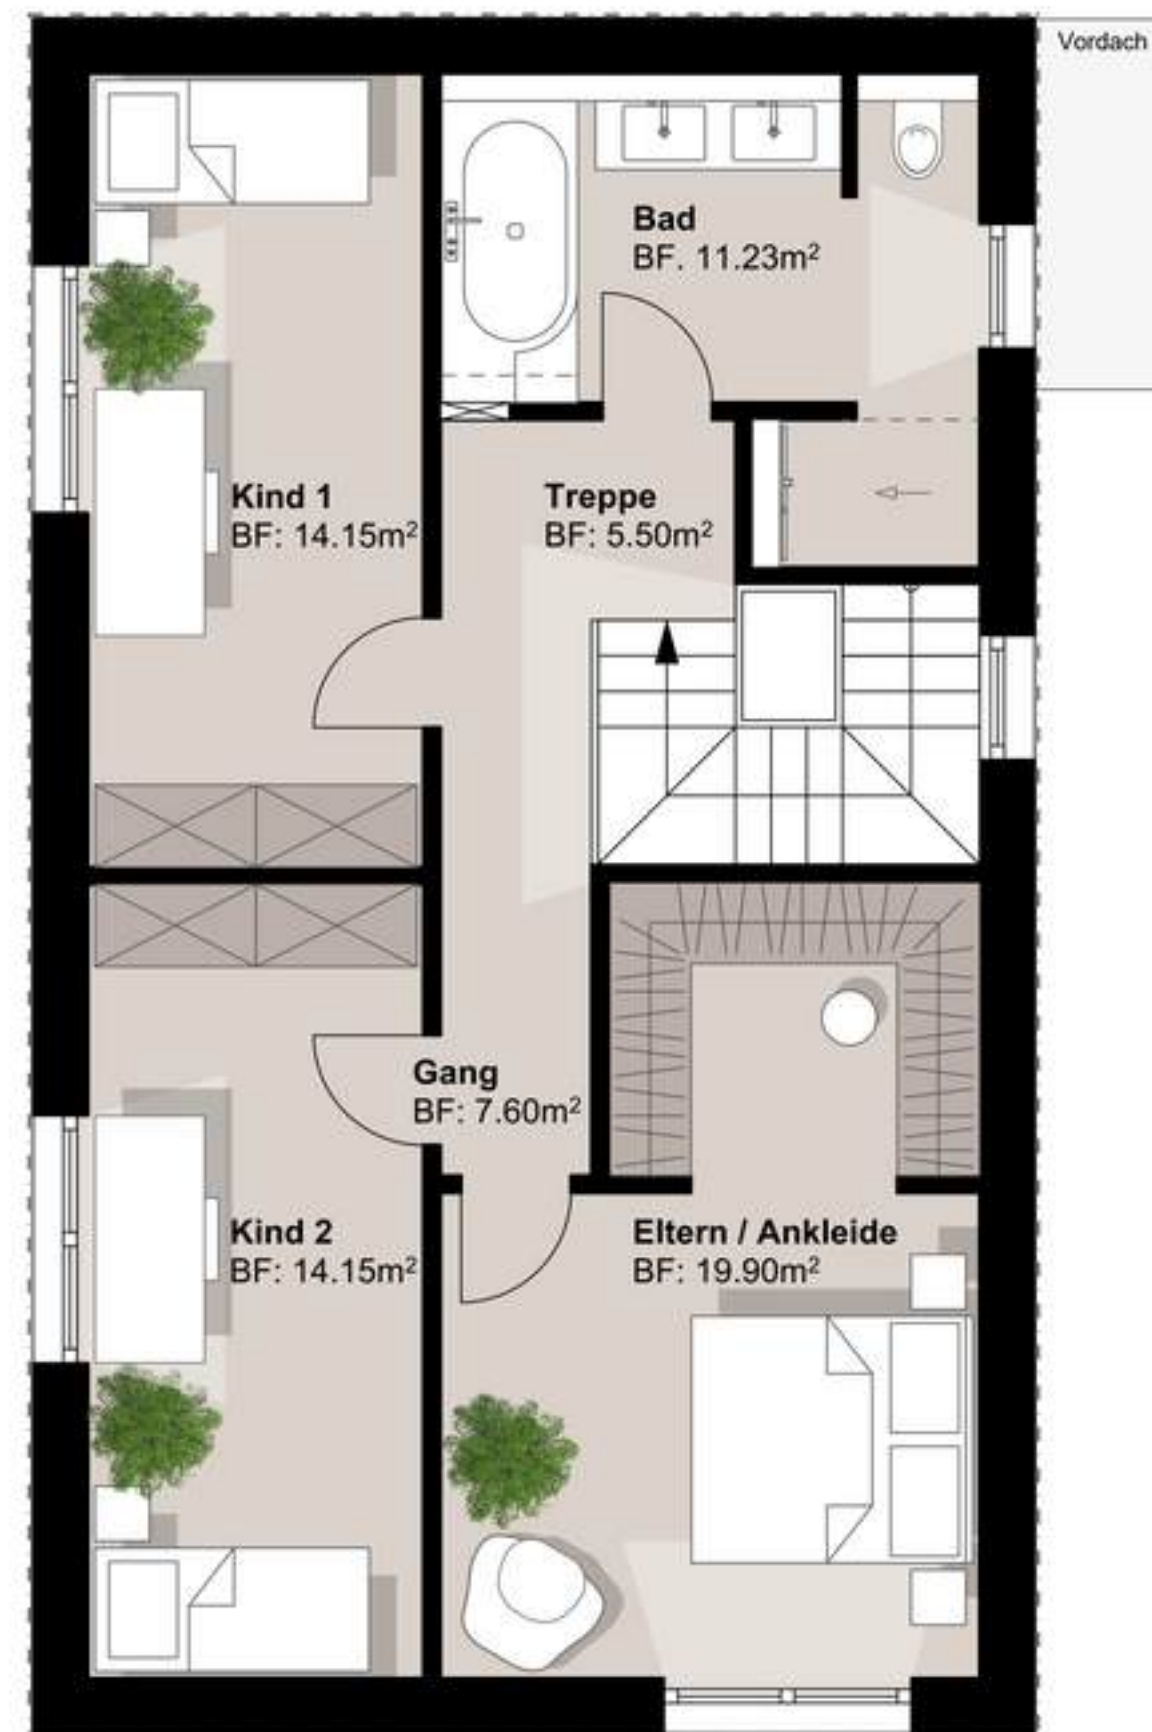 Vordach
Bad
BF. 11.23m²
Kind 1
BF: 14.15m²
Treppe
BF: 5.50m²
Gang
BF: 7.60m²
Kind 2
BF: 14.15m²
Eltern / Ankleide
BF: 19.90m²